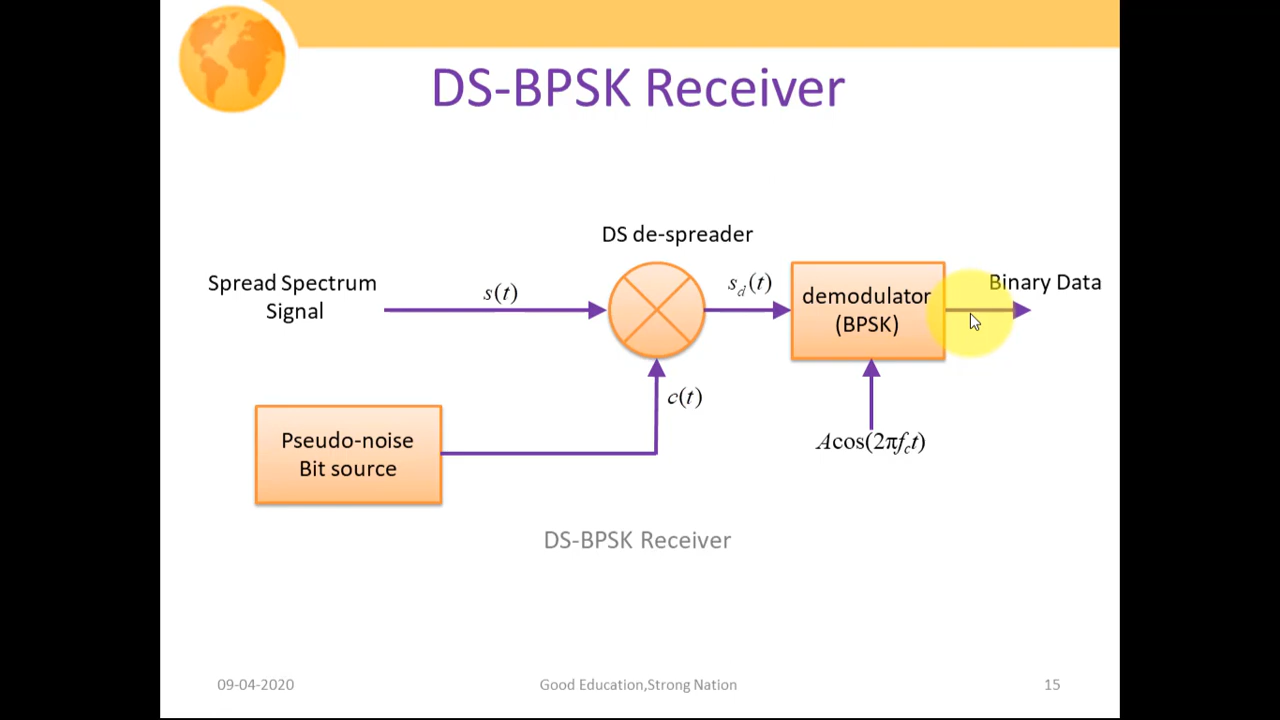 DS-BPSK Receiver
DS de-spreader
Spread Spectrum
Signal
s(t)
s_d(t)
demodulator
(BPSK)
Binary Data
c(t)
Pseudo-noise
Bit source
Acos(2πf_ct)
DS-BPSK Receiver
09-04-2020
Good Education,Strong Nation
15